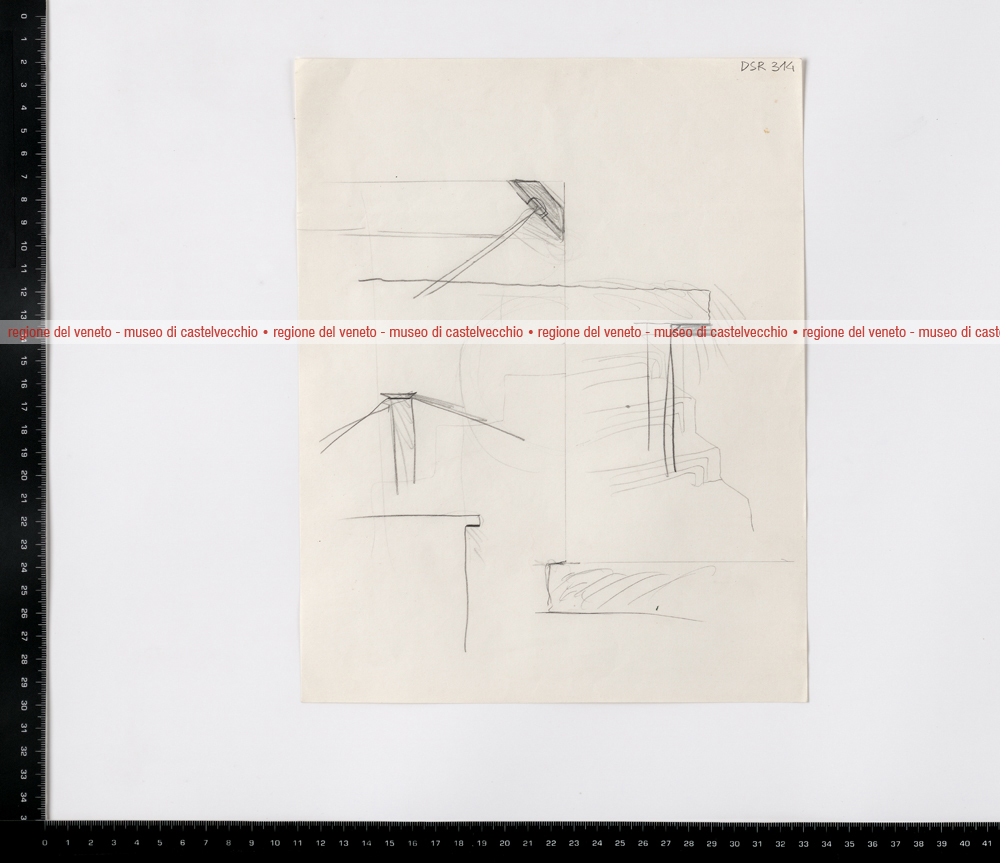 DSR 314
regione del veneto - museo di castelvecchio • regione del veneto - museo di castelvecchio • regione del veneto - museo di castelvecchio • regione del veneto - museo di cast
0 1 2 3 4 5 6 7 8 9 10 11 12 13 15 16 17 18 19 20 21 22 23 24 25 26 27 28 29 30 31 32 33 34
0 1 2 3 4 5 6 7 8 9 10 11 12 13 14 15 16 17 18 19 20 21 22 23 24 25 26 27 28 29 30 31 32 33 34 35 36 37 38 39 40 41